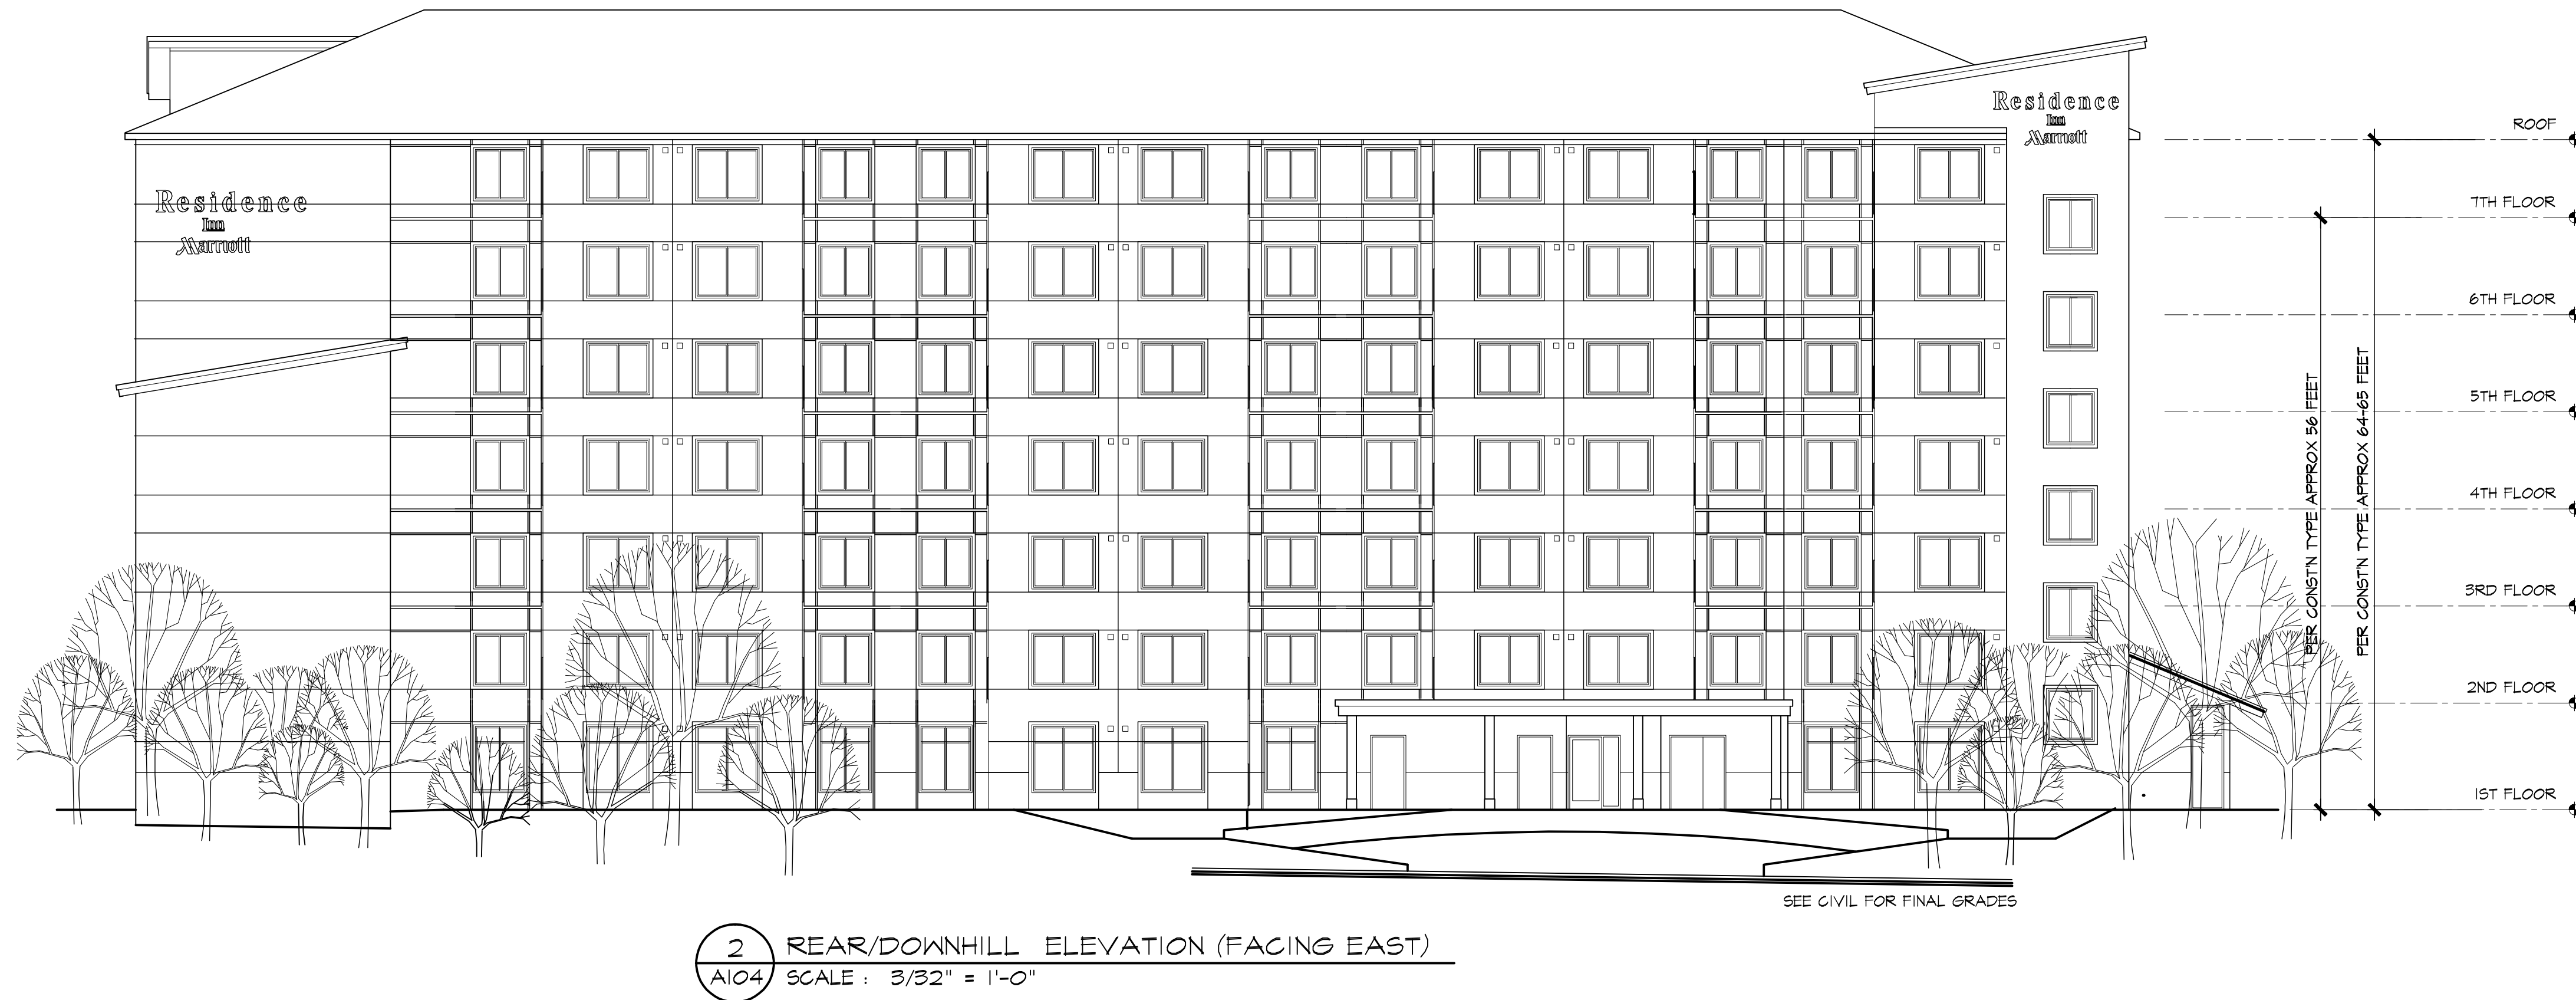 Residence
Inn
Marriott
Residence
Inn
Marriott
ROOF
7TH FLOOR
6TH FLOOR
5TH FLOOR
4TH FLOOR
3RD FLOOR
2ND FLOOR
1ST FLOOR
PER CONST'N TYPE APPROX 56 FEET
PER CONST'N TYPE APPROX 64-65 FEET
SEE CIVIL FOR FINAL GRADES
2
A104
REAR/DOWNHILL ELEVATION (FACING EAST)
SCALE : 3/32" = 1'-0"